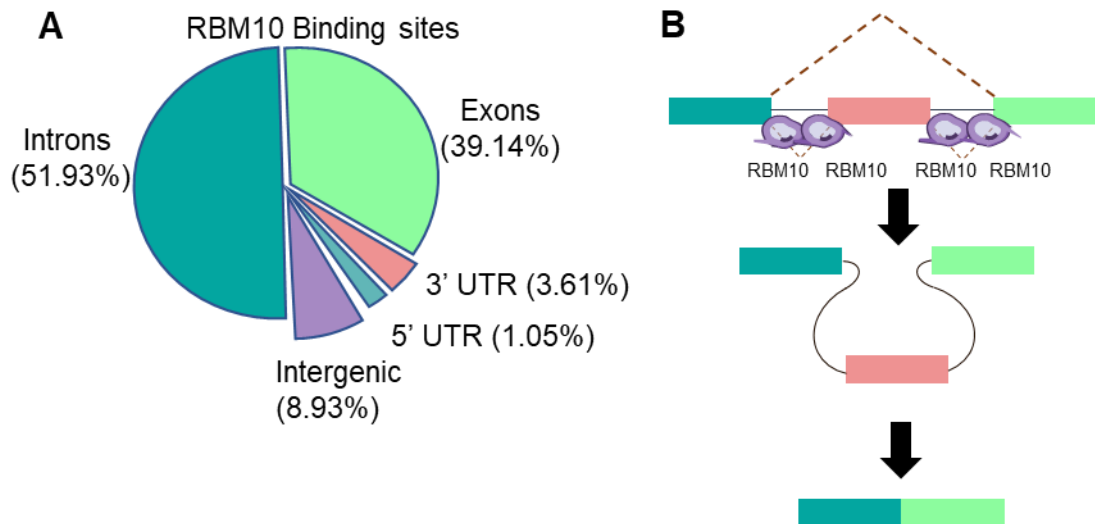 A
RBM10 Binding sites
Introns
(51.93%)
Exons
(39.14%)
3’ UTR (3.61%)
5’ UTR (1.05%)
Intergenic
(8.93%)
B
RBM10 RBM10 RBM10 RBM10